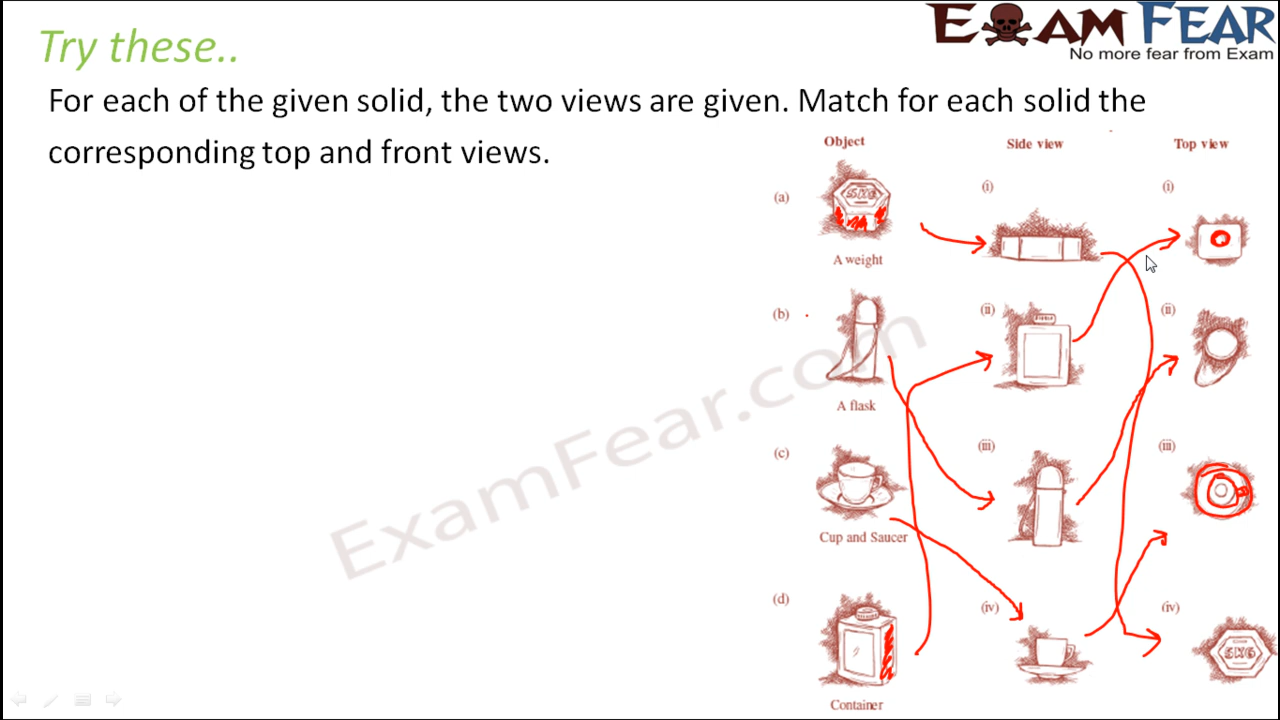 Try these..
EXAM FEAR
No more fear from Exam
For each of the given solid, the two views are given. Match for each solid the
corresponding top and front views.
Object Side view Top view
(a) (i) (i)
A weight
(b) (ii) (ii)
A flask
(c) (iii) (iii)
Cup and Saucer
(d) (iv) (iv)
5KG
Container
ExamFear.com